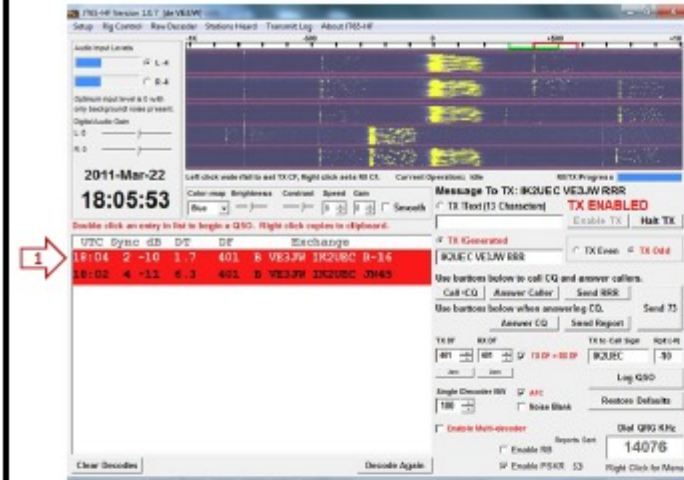 JT65-HF Version 1.0.7 (de VE3JW)
Setup Rig Control Raw Decoder Stations Heard Transmit Log About JT65-HF
Audio Input Levels
L -4
R -4
Optimum input level is 0 with
only background noise present.
Digital Audio Gain
L 0
R 0
-1K -500 0 +500 +1K
2011-Mar-22
18:05:53
Left click waterfall to set TX CF, Right click sets RX CF. Current Operation: Idle RX/TX Progress
Color-map Brightness Contrast Speed Gain
Blue Smooth
Double click an entry in list to begin a QSO. Right click copies to clipboard.
UTC Sync dB DT DF Exchange
1
18:04 2 -10 1.7 401 B VE3JW IK2UEC R-16
18:02 4 -11 6.3 401 B VE3JW IK2UEC JN45
Clear Decodes Decode Again
Message To TX: IK2UEC VE3JW RRR
TX Text (13 Characters) TX ENABLED
Enable TX Halt TX
TX Generated
IK2UEC VE3JW RRR
TX Even TX Odd
Use buttons below to call CQ and answer callers.
Call CQ Answer Caller Send RRR
Use buttons below when answering CQ.
Send 73
Answer CQ Send Report
TX DF RX DF TX to Call Sign Rpt (-#)
401 401 TX DF = RX DF IK2UEC -10
Log QSO
Single Decoder BW AFC
100 Noise Blank
Restore Defaults
Enable Multi-decoder
Dial QRG KHz
Reports Sent
Enable RB
14076
Enable PSKR 53
Right Click for Menu